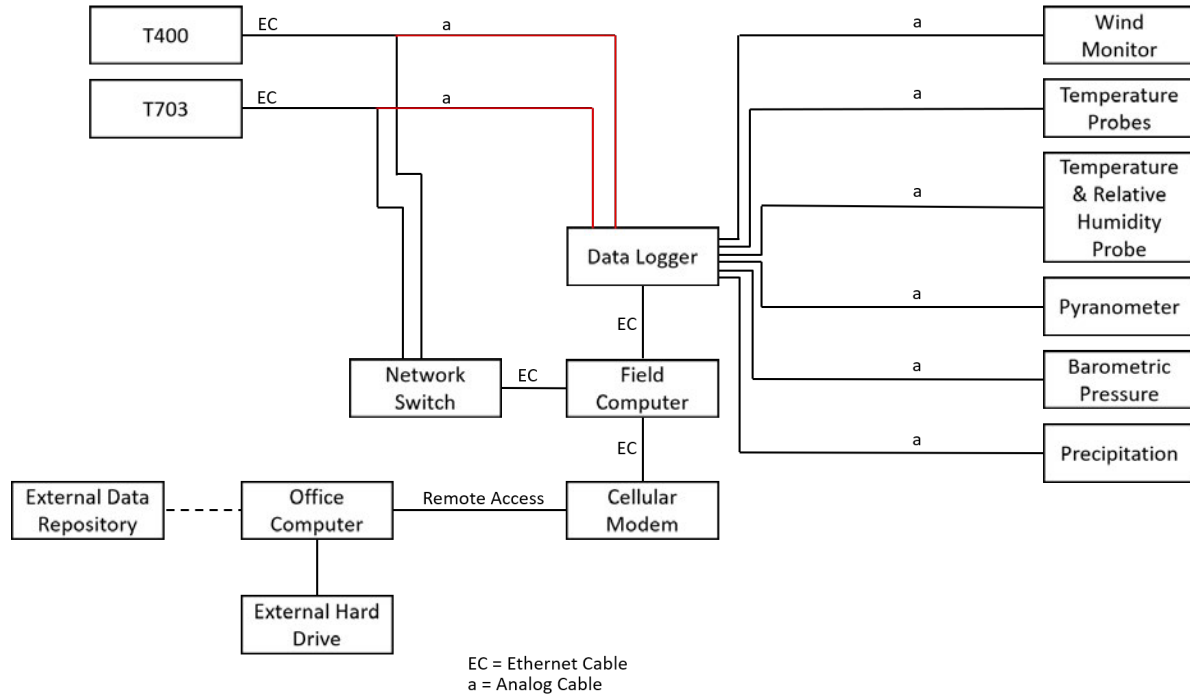 T400
EC
a
a
Wind
Monitor
T703
EC
a
a
Temperature
Probes
a
Temperature
& Relative
Humidity
Probe
Data Logger
a
Pyranometer
EC
Network
Switch
EC
Field
Computer
a
Barometric
Pressure
EC
a
Precipitation
External Data
Repository
Office
Computer
Remote Access
Cellular
Modem
External Hard
Drive
EC = Ethernet Cable
a = Analog Cable